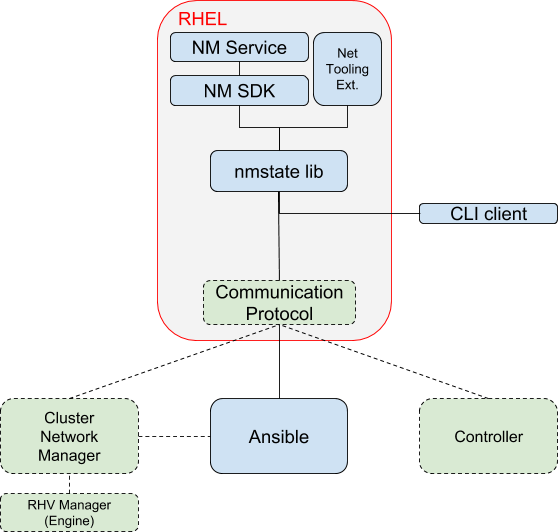 RHEL
NM Service
NM SDK
Net
Tooling
Ext.
nmstate lib
CLI client
Communication
Protocol
Cluster
Network
Manager
Ansible
Controller
RHV Manager
(Engine)